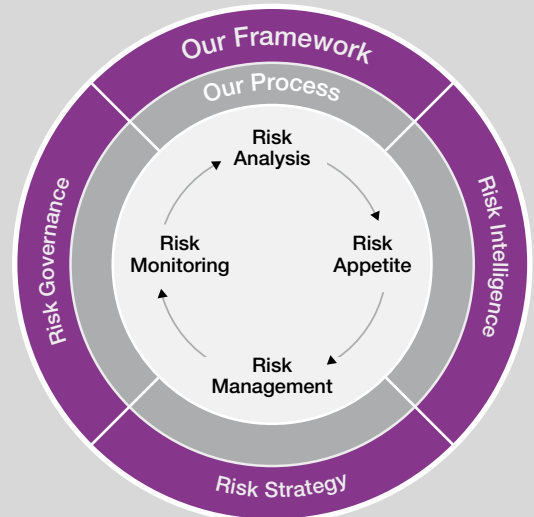 Our Framework
Our Process
Risk
Analysis
Risk
Appetite
Risk
Management
Risk
Monitoring
Risk Governance
Risk Intelligence
Risk Strategy